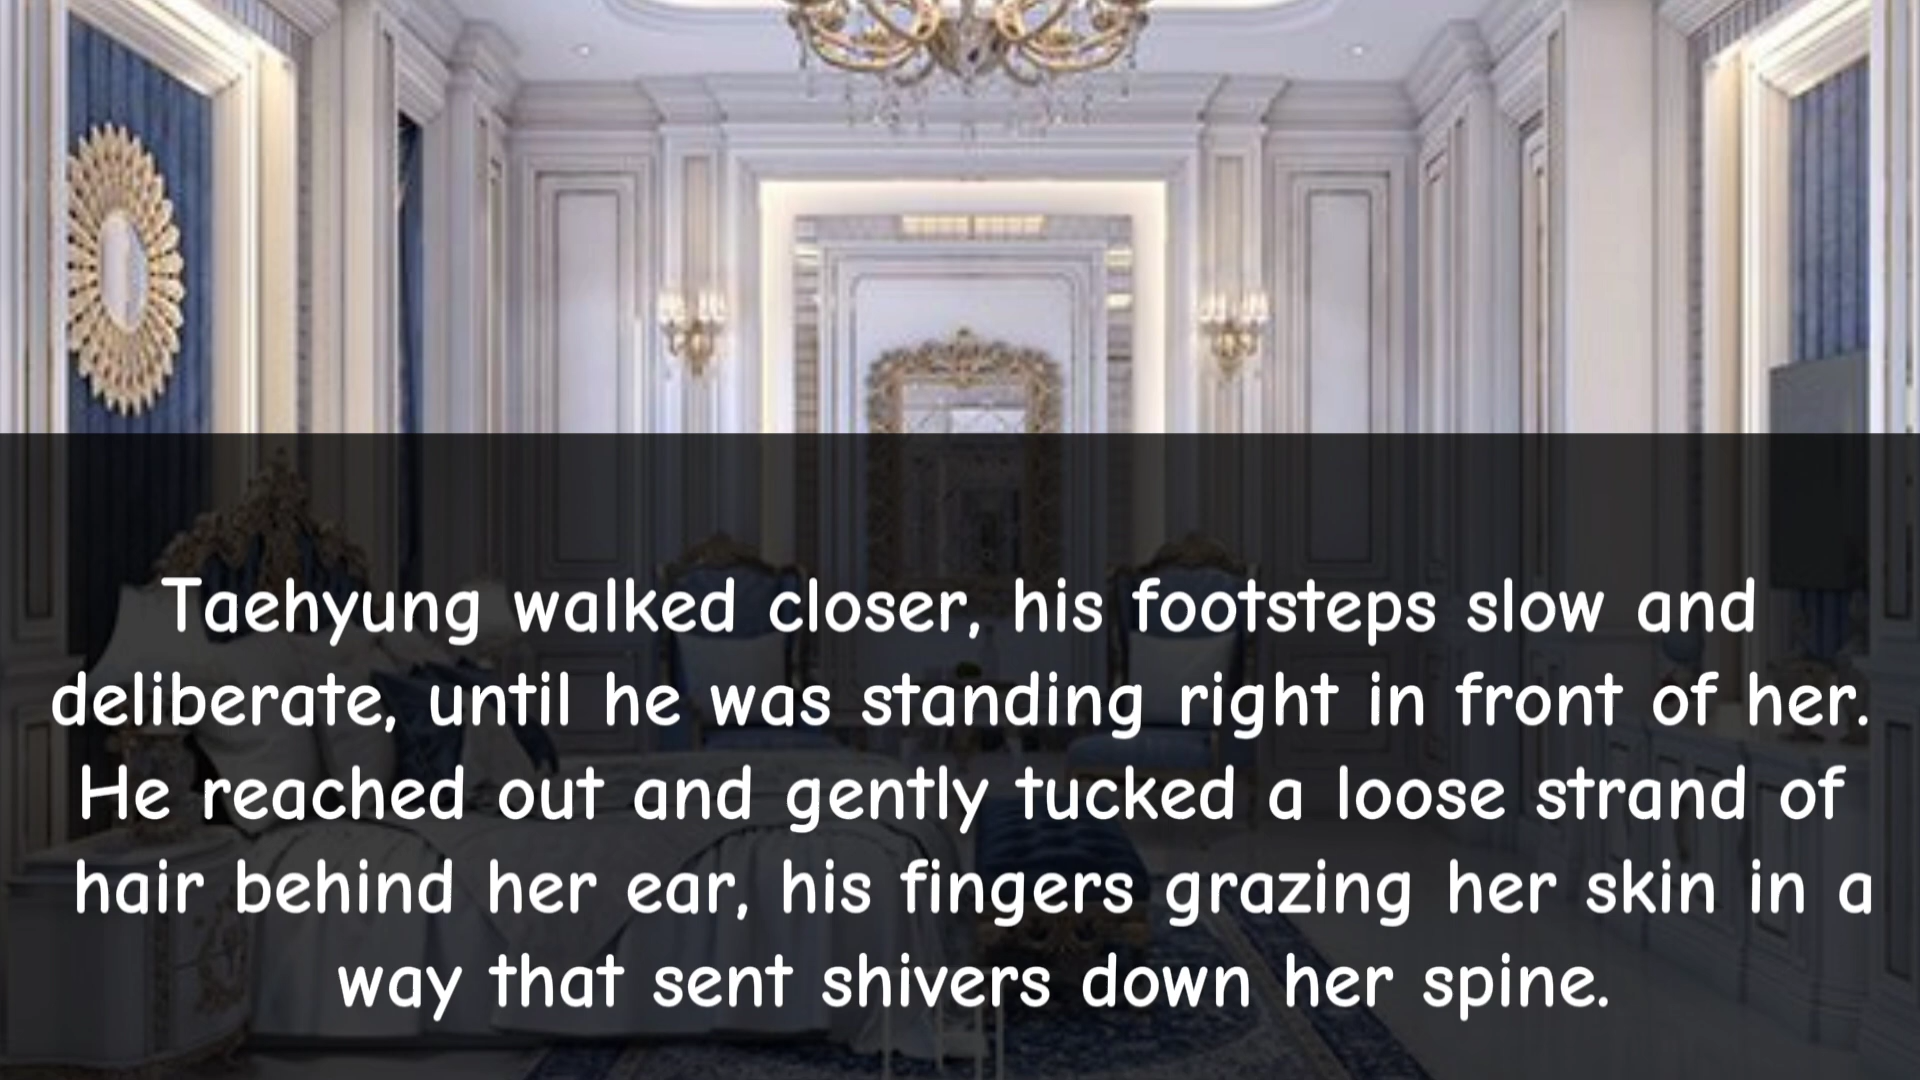 Taehyung walked closer, his footsteps slow and
deliberate, until he was standing right in front of her.
He reached out and gently tucked a loose strand of
hair behind her ear, his fingers grazing her skin in a
way that sent shivers down her spine.